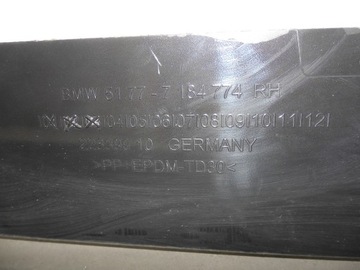 BMW 51.77-7 184 774 RH
04|05|06|07|08|09|10|11|12|
10 GERMANY
>PP+EPDM-TD30<